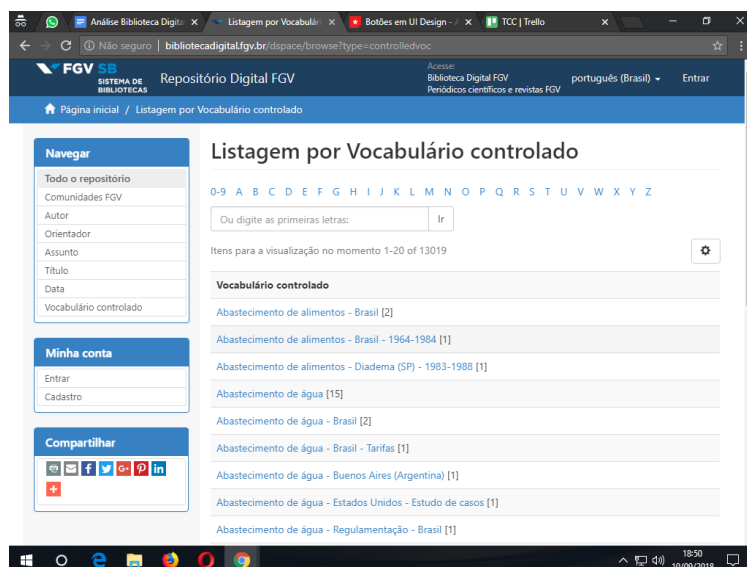 Análise Biblioteca Digita
Listagem por Vocabulári
Botões em UI Design - A
TCC | Trello
Não seguro | bibliotecadigital.fgv.br/dspace/browse?type=controlledvoc
FGV SB
SISTEMA DE
BIBLIOTECAS
Repositório Digital FGV
Acesse:
Biblioteca Digital FGV
Periódicos científicos e revistas FGV
português (Brasil)
Entrar
Página inicial / Listagem por Vocabulário controlado
Navegar
Todo o repositório
Comunidades FGV
Autor
Orientador
Assunto
Título
Data
Vocabulário controlado
Minha conta
Entrar
Cadastro
Compartilhar
Listagem por Vocabulário controlado
0-9 A B C D E F G H I J K L M N O P Q R S T U V W X Y Z
Ou digite as primeiras letras: Ir
Itens para a visualização no momento 1-20 of 13019
Vocabulário controlado
Abastecimento de alimentos - Brasil [2]
Abastecimento de alimentos - Brasil - 1964-1984 [1]
Abastecimento de alimentos - Diadema (SP) - 1983-1988 [1]
Abastecimento de água [15]
Abastecimento de água - Brasil [2]
Abastecimento de água - Brasil - Tarifas [1]
Abastecimento de água - Buenos Aires (Argentina) [1]
Abastecimento de água - Estados Unidos - Estudo de casos [1]
Abastecimento de água - Regulamentação - Brasil [1]
18:50
10/09/2018